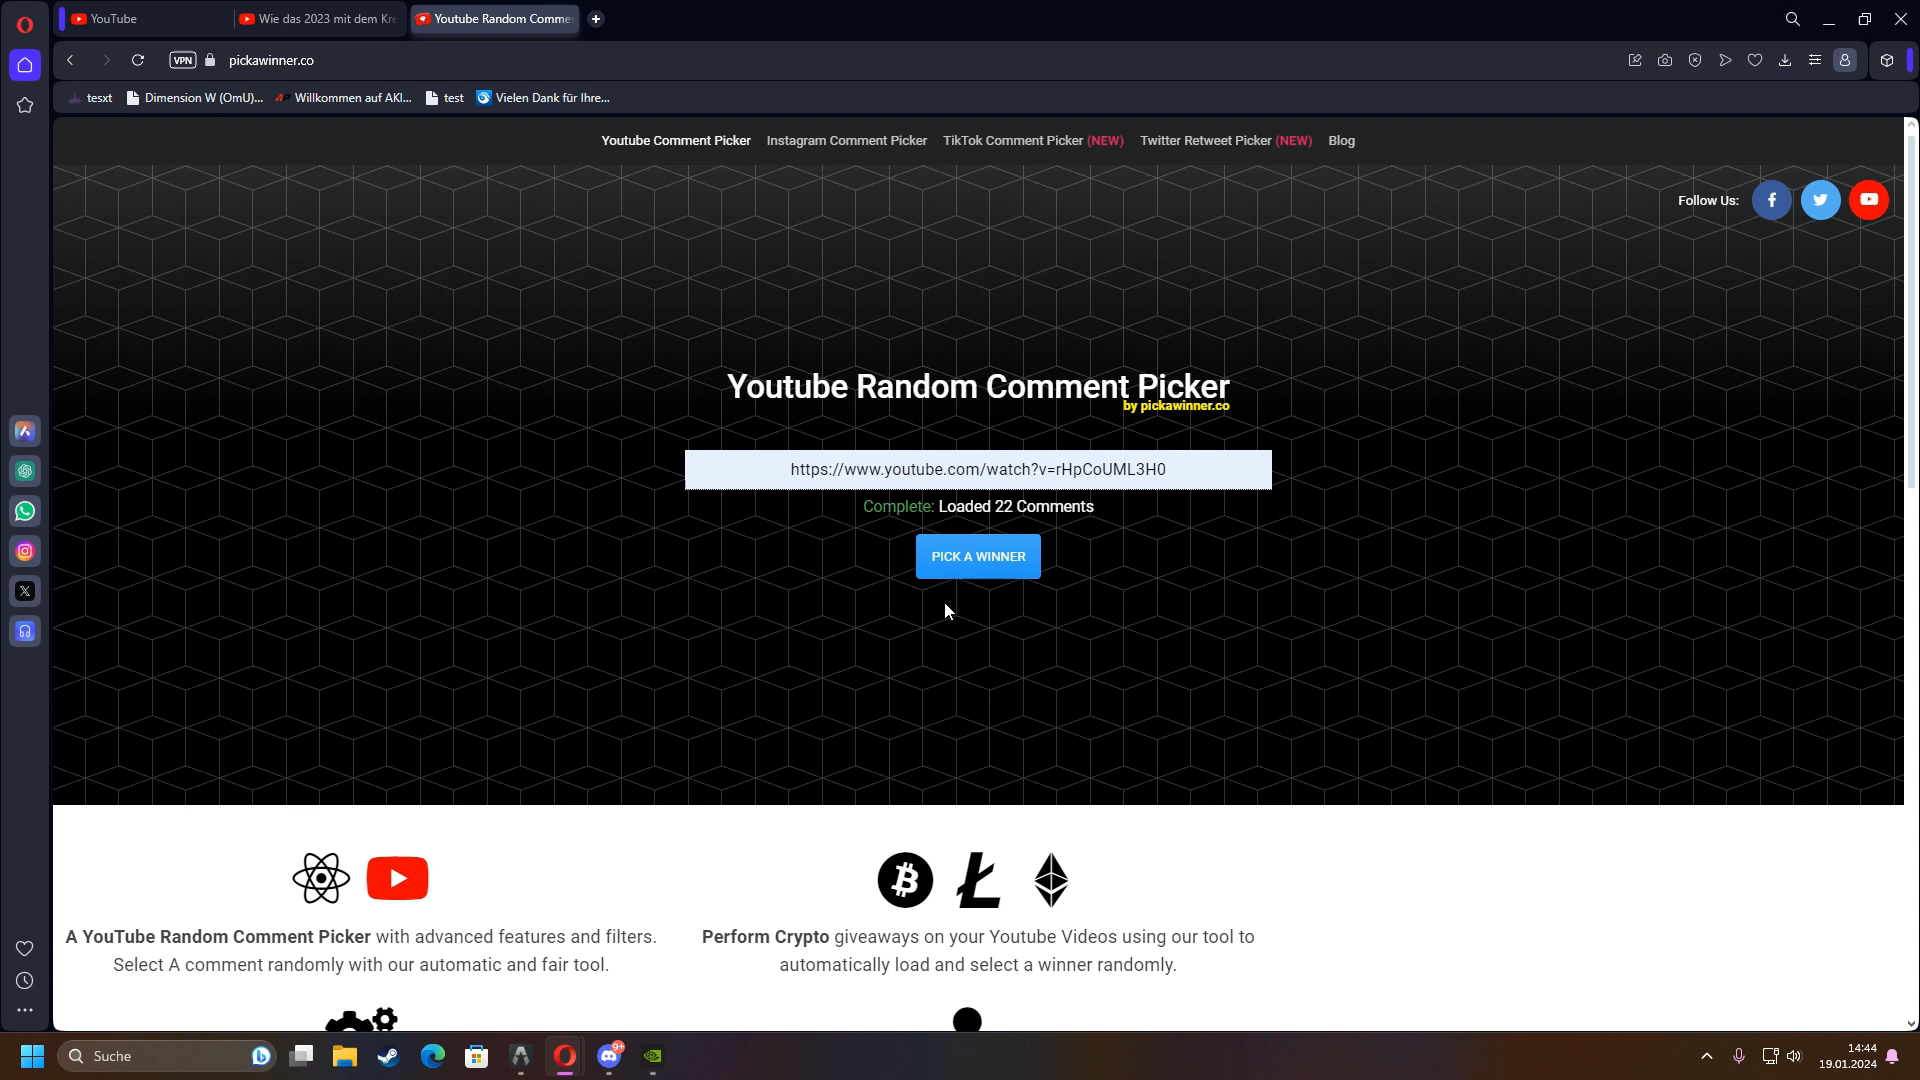 YouTube
Wie das 2023 mit dem Kre
Youtube Random Comme
VPN
pickawinner.co
tesxt
Dimension W (OmU)...
Willkommen auf AKI...
test
Vielen Dank für Ihre...
Youtube Comment Picker
Instagram Comment Picker
TikTok Comment Picker (NEW)
Twitter Retweet Picker (NEW)
Blog
Follow Us:
Youtube Random Comment Picker
by pickawinner.co
https://www.youtube.com/watch?v=rHpCoUML3H0
Complete: Loaded 22 Comments
PICK A WINNER
A YouTube Random Comment Picker with advanced features and filters.
Select A comment randomly with our automatic and fair tool.
Perform Crypto giveaways on your Youtube Videos using our tool to
automatically load and select a winner randomly.
Suche
9+
14:44
19.01.2024